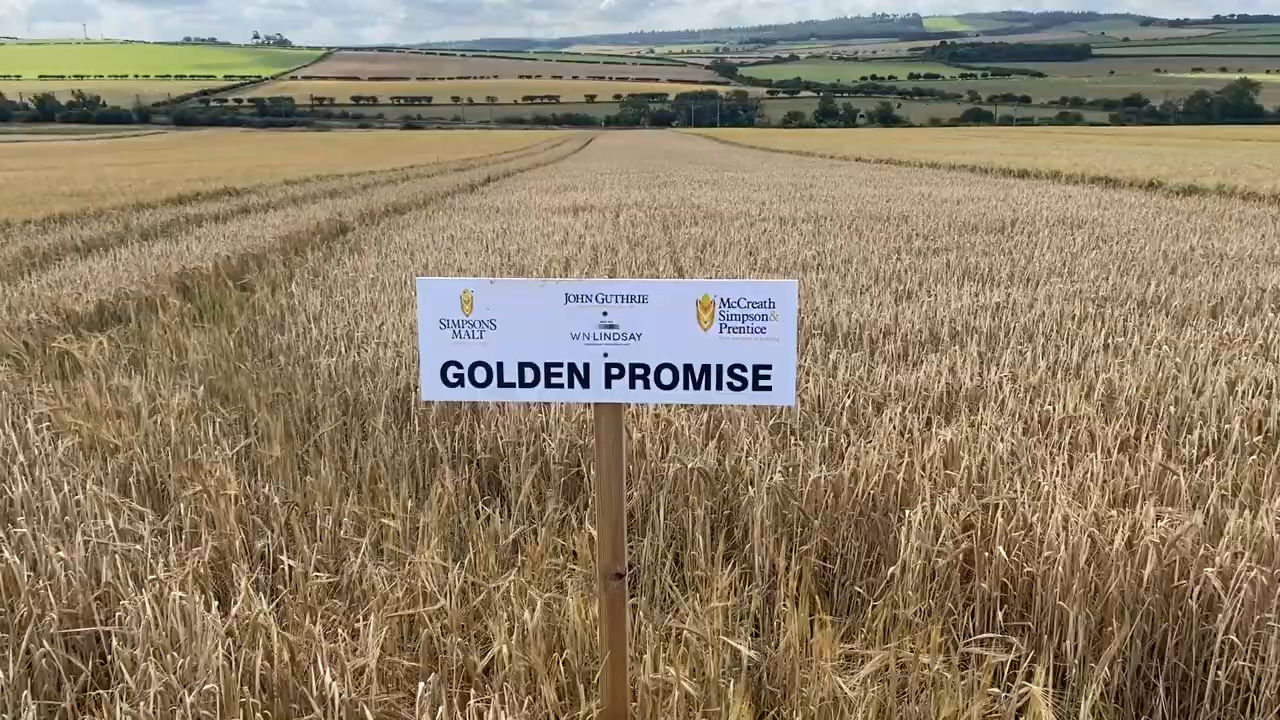 SIMPSONS
MALT
JOHN GUTHRIE
WN LINDSAY
McCreath
Simpson&
Prentice
GOLDEN PROMISE